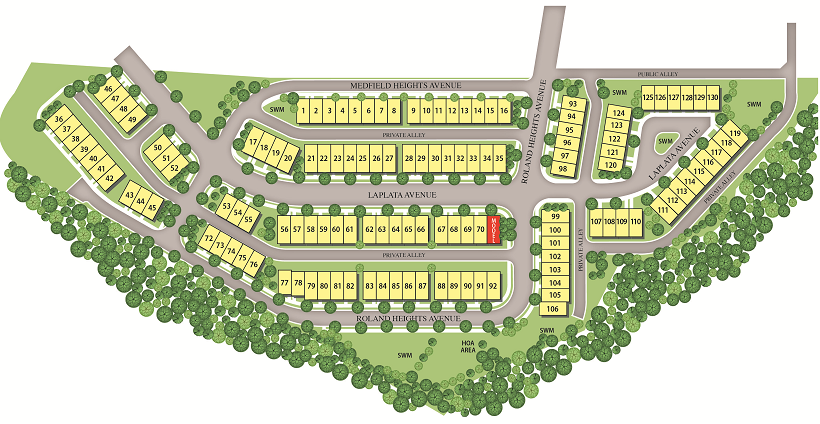 PUBLIC ALLEY
MEDFIELD HEIGHTS AVENUE
SWM
1 2 3 4 5 6 7 8 9 10 11 12 13 14 15 16
PRIVATE ALLEY
17 18 19 20
21 22 23 24 25 26 27 28 29 30 31 32 33 34 35
ROLAND HEIGHTS AVENUE
46
47
48
49
36
37
38
39
40
41
42
50
51
52
43 44 45
93
94
95
96
97
98
SWM
124
123
122
121
120
125 126 127 128 129 130
SWM
SWM
LAPLATA AVENUE
119
118
117
116
115
114
113
112
111
PRIVATE ALLEY
107 108 109 110
LAPLATA AVENUE
53 54 55
56 57 58 59 60 61 62 63 64 65 66 67 68 69 70 MODEL
72 73 74 75 76
PRIVATE ALLEY
77 78 79 80 81 82 83 84 85 86 87 88 89 90 91 92
99
100
101
102
103
104
105
106
PRIVATE ALLEY
ROLAND HEIGHTS AVENUE
SWM
HOA
AREA
SWM